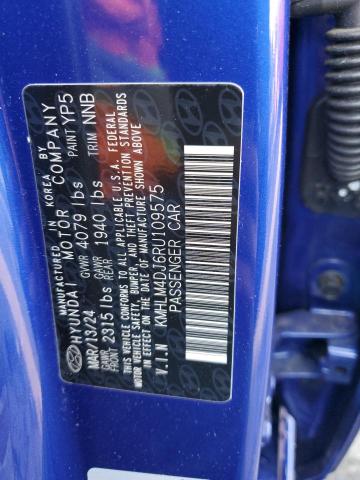 MANUFACTURED IN KOREA BY
HYUNDAI MOTOR COMPANY
MAR/13/24 GVWR 4079 lbs PAINT YP5
GAWR FRONT 2315 lbs GAWR REAR 1940 lbs TRIM NNB
THIS VEHICLE CONFORMS TO ALL APPLICABLE U.S.A. FEDERAL
MOTOR VEHICLE SAFETY, BUMPER, AND THEFT PREVENTION
STANDARDS IN EFFECT ON THE DATE OF MANUFACTURE SHOWN ABOVE
V.I.N KMHLM4DJ6RU109575
PASSENGER CAR